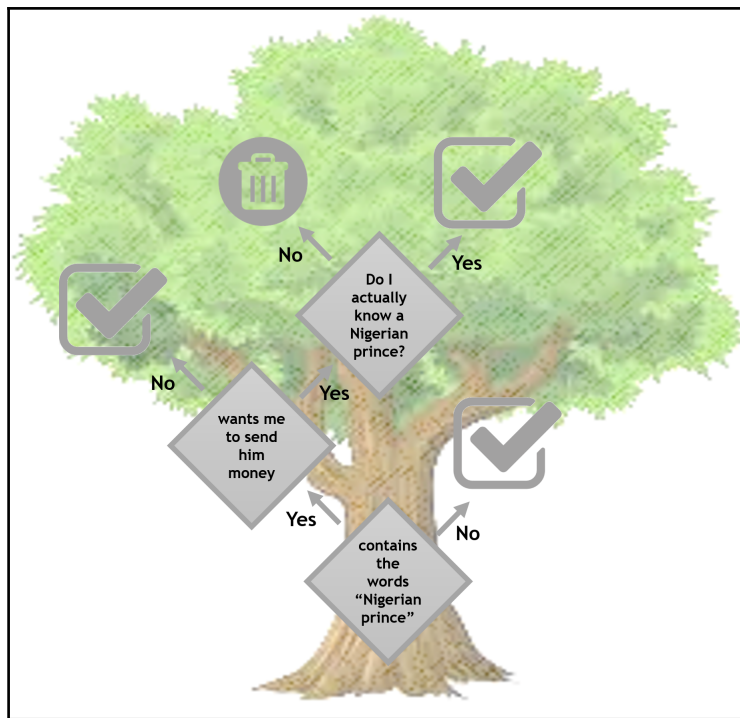 No
Yes
Do I
actually
know a
Nigerian
prince?
No
Yes
wants me
to send
him
money
Yes
No
contains
the
words
“Nigerian
prince”